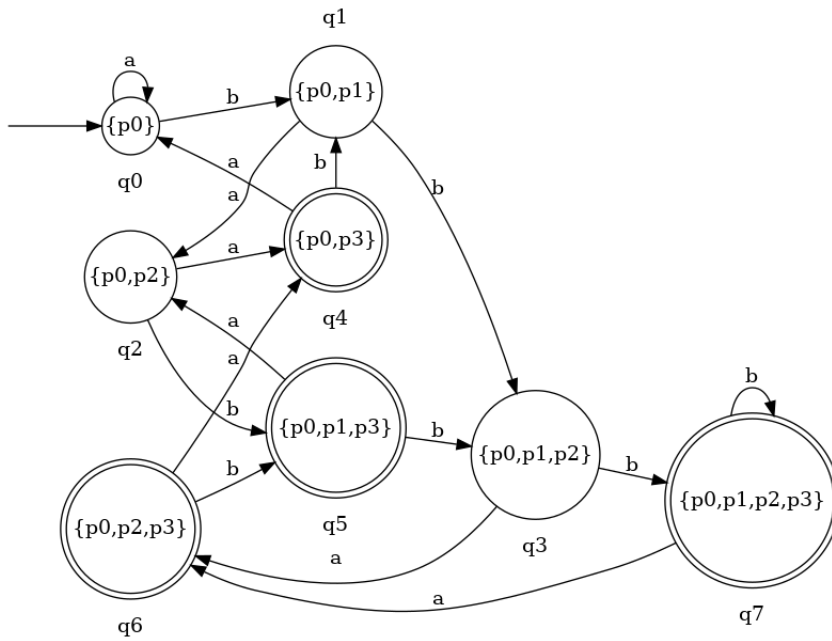 q1
a
{p0}
b
{p0,p1}
q0
a
a
b
b
{p0,p2}
a
{p0,p3}
q2
q4
a
a
b
{p0,p1,p3}
b
{p0,p1,p2}
b
b
{p0,p1,p2,p3}
{p0,p2,p3}
b
q5
q3
a
a
q6
q7